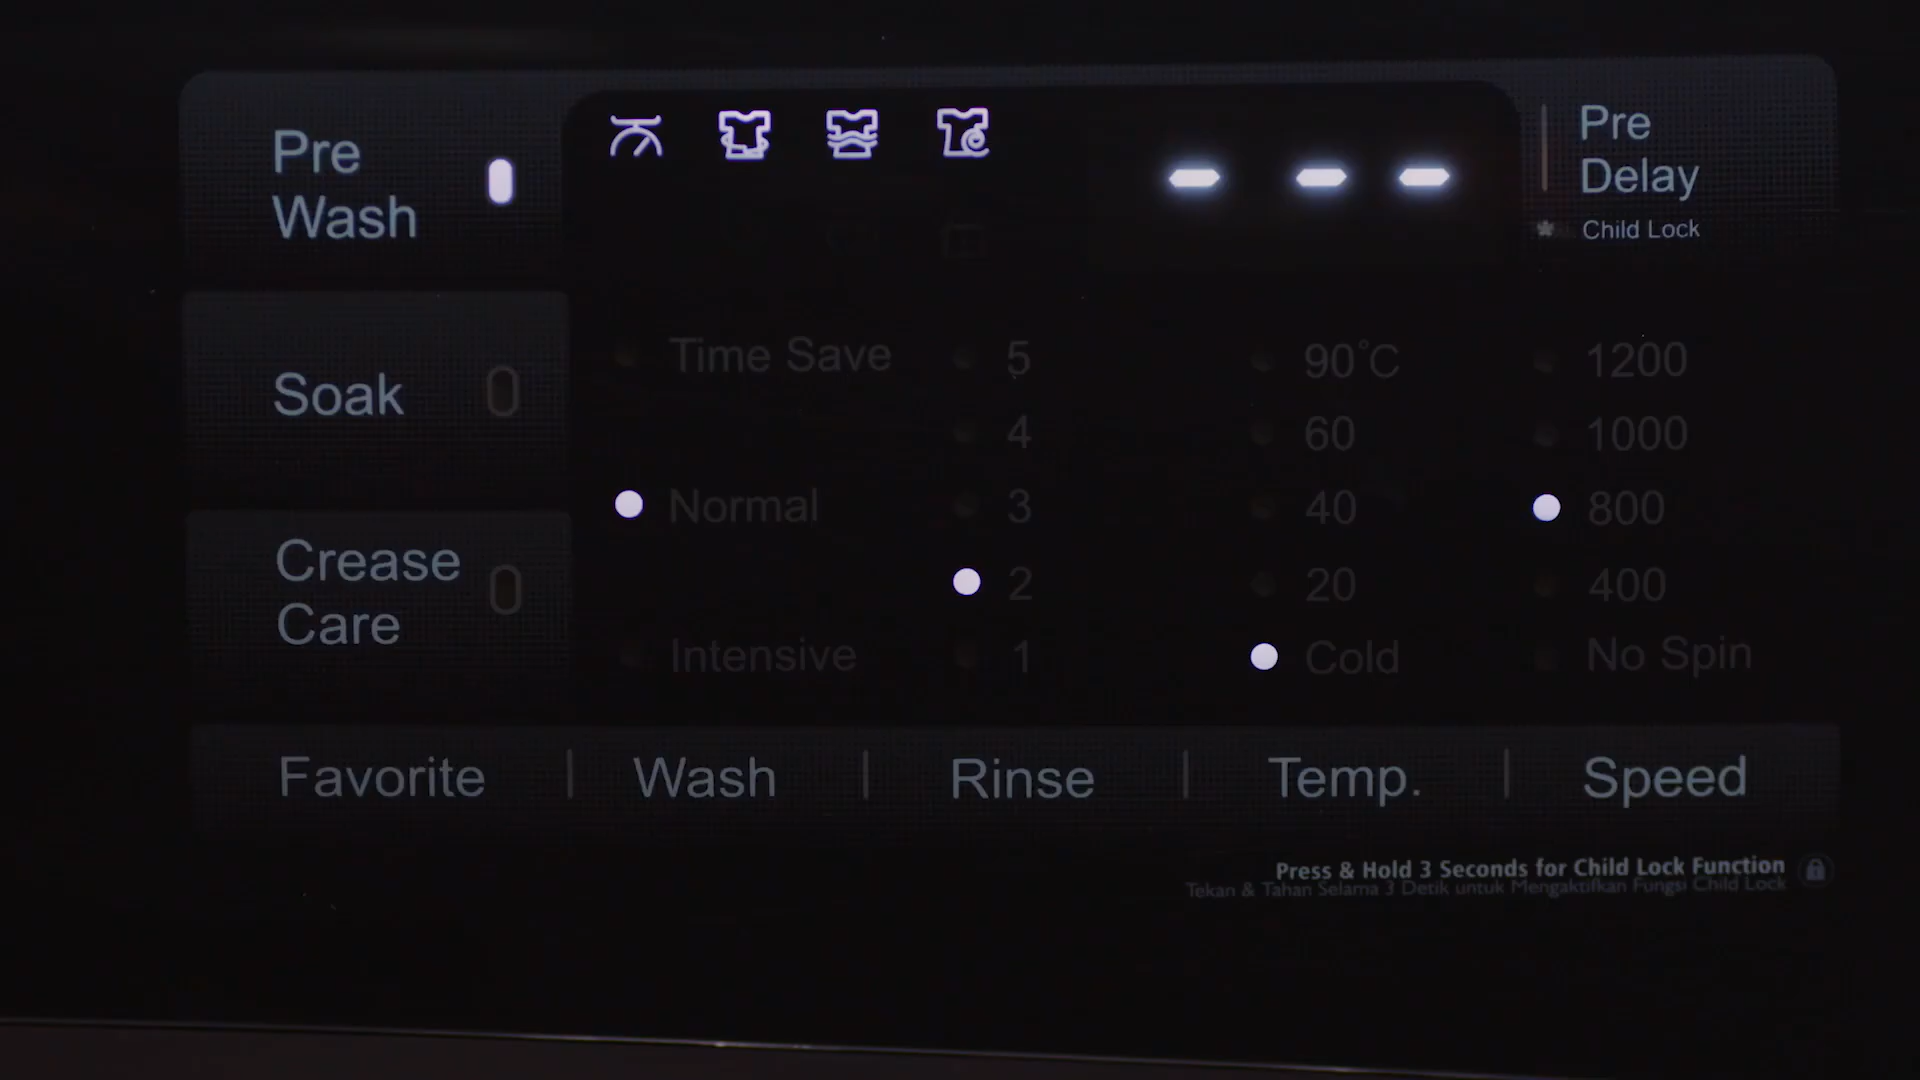 Pre
Wash
- - -
Pre
Delay
Child Lock
Soak
Crease
Care
Time Save
Normal
Intensive
5
4
3
2
1
90°C
60
40
20
Cold
1200
1000
800
400
No Spin
Favorite | Wash | Rinse | Temp. | Speed
Press & Hold 3 Seconds for Child Lock Function
Tekan & Tahan Selama 3 Detik untuk Mengaktifkan Fungsi Child Lock